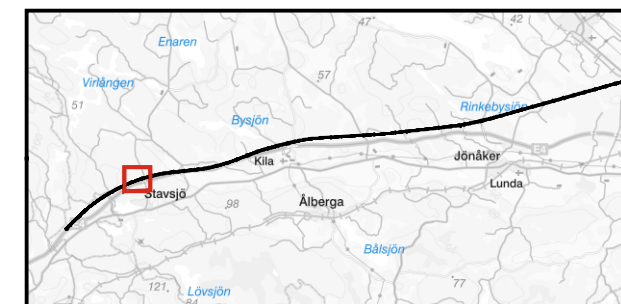 47
42
Enaren
57
Virlången
51
Rinkebysjön
Bysjön
E4
Kila
Jönåker
Lunda
Stavsjö
98
Ålberga
Bålsjön
77
121
Lövsjön
84